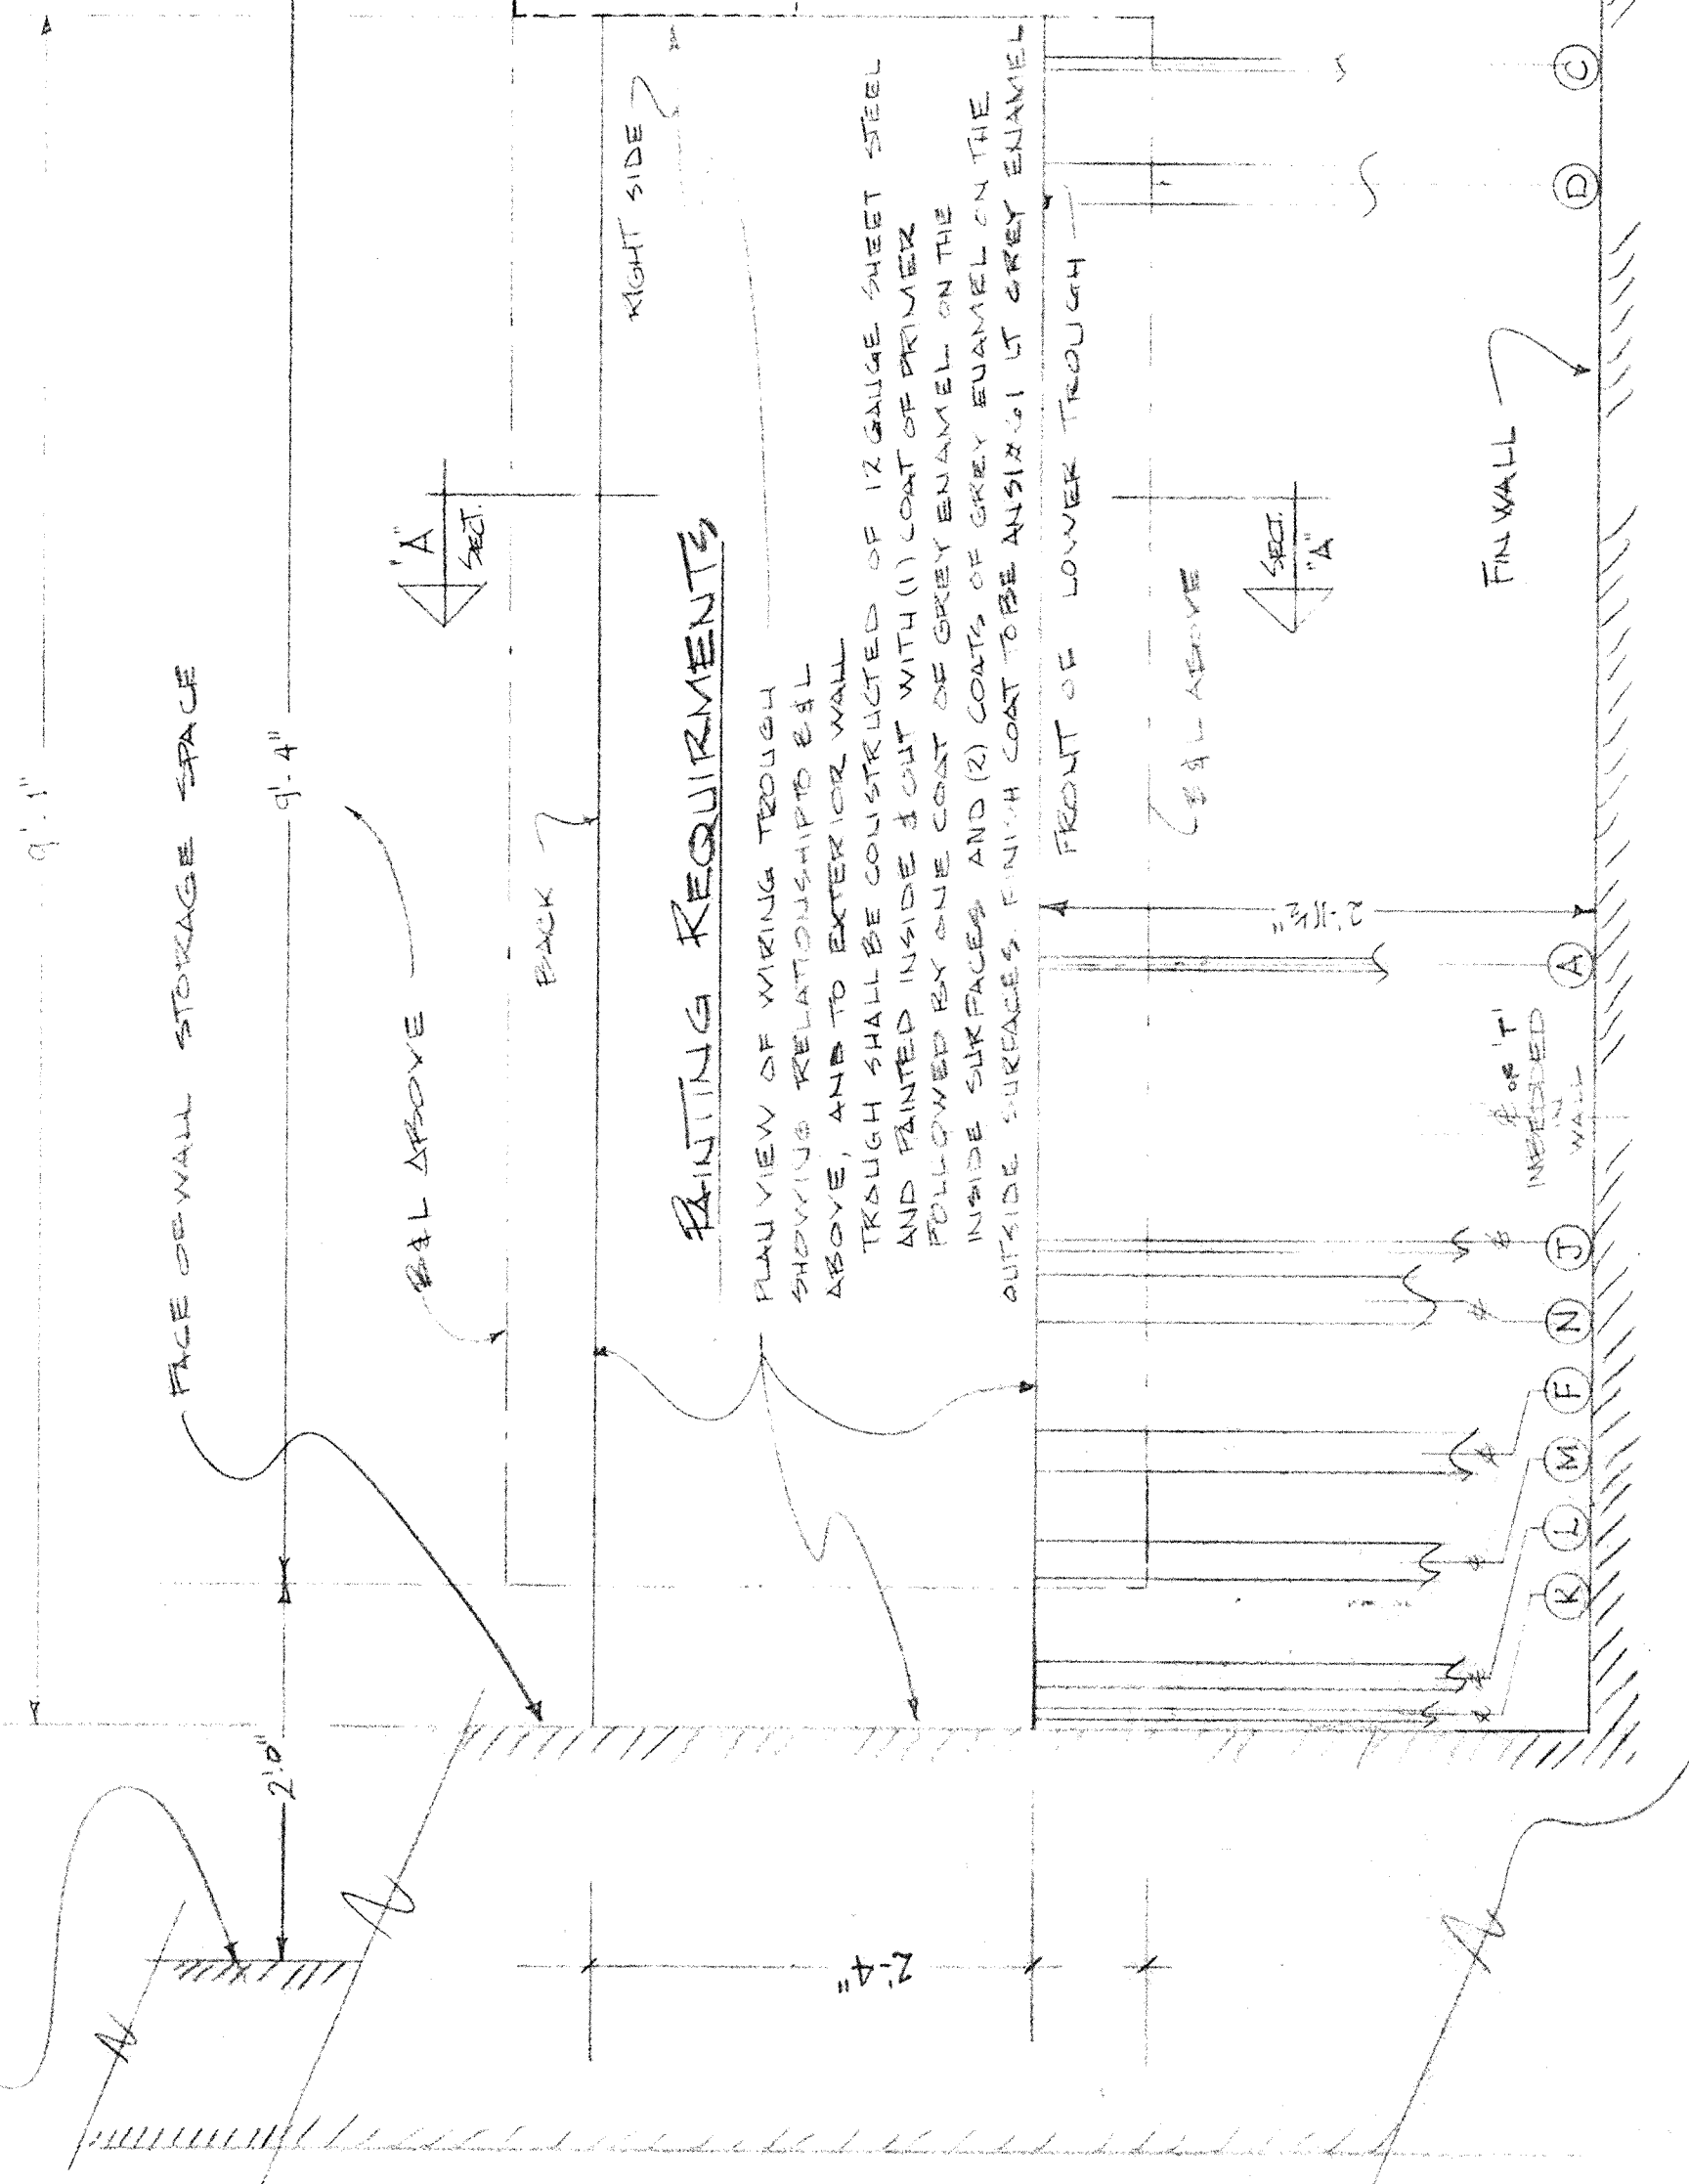 9'-1"
FACE OF WALL STORAGE SPACE
9'-4"
2'-0"
B&L ABOVE
"A"
SECT.
BACK
RIGHT SIDE
PAINTING REQUIRMENTS
PLAN VIEW OF WIRING TROUGH
SHOWING RELATIONSHIP TO B&L
ABOVE, AND TO EXTERIOR WALL
TROUGH SHALL BE CONSTRUCTED OF 12 GAUGE SHEET STEEL
AND PAINTED INSIDE & OUT WITH (1) COAT OF PRIMER
FOLLOWED BY ONE COAT OF GREY ENAMEL ON THE
INSIDE SURFACES AND (2) COATS OF GREY ENAMEL ON THE
OUTSIDE SURFACES. FINISH COAT TO BE ANSI # 61 LT GREY ENAMEL
FRONT OF LOWER TROUGH
B & L ABOVE
2'-4"
2'-11½"
SECT.
"A"
FIN WALL
℄ OF 'T'
INBEDDED
IN
WALL
K
L
M
F
N
J
A
D
C